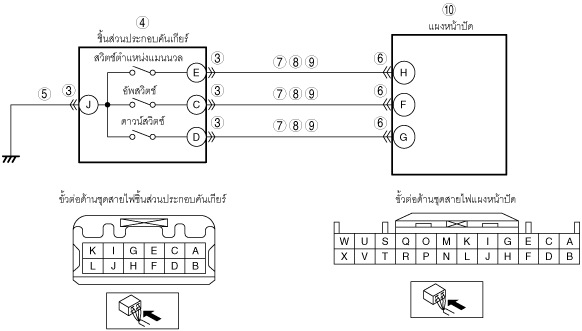 ④
ชิ้นส่วนประกอบคันเกียร์
⑩
แผงหน้าปัด
สวิตช์ตำแหน่งแมนนวล
E ③ ⑦ ⑧ ⑨ ⑥ H
⑤ ③ J
อัพสวิตช์
C ③ ⑦ ⑧ ⑨ ⑥ F
ดาวน์สวิตช์
D ③ ⑦ ⑧ ⑨ ⑥ G
ขั้วต่อด้านชุดสายไฟชิ้นส่วนประกอบคันเกียร์
K I G E C A
L J H F D B
ขั้วต่อด้านชุดสายไฟแผงหน้าปัด
W U S Q O M K I G E C A
X V T R P N L J H F D B